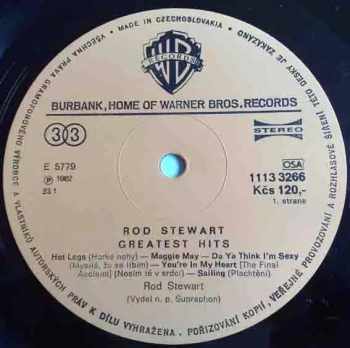 MADE IN CZECHOSLOVAKIA
VŠECHNA PRÁVA GRAMOFONOVÉHO VÝROBCE A VLASTNÍKŮ AUTORSKÝCH PRÁV K DÍLU VYHRAŽENA. POŘIZOVÁNÍ KOPIÍ, VEŘEJNÉ PROVOZOVÁNÍ A ROZHLASOVÉ ŠÍŘENÍ TÉTO DESKY JE ZAKÁZÁNO
WB
RECORDS
BURBANK, HOME OF WARNER BROS. RECORDS
33
STEREO
E 5779
℗ 1982
33 1
OSA
1113 3266
Kčs 120,-
1. strana
ROD STEWART
GREATEST HITS
Hot Legs (Horké nohy) — Maggie May — Da Ya Think I'm Sexy
(Myslíš, že se líbím) — You're In My Heart [The Final
Acclaim] (Nosím tě v srdci) — Sailing (Plachtění)
Rod Stewart
(Vydal n. p. Supraphon)